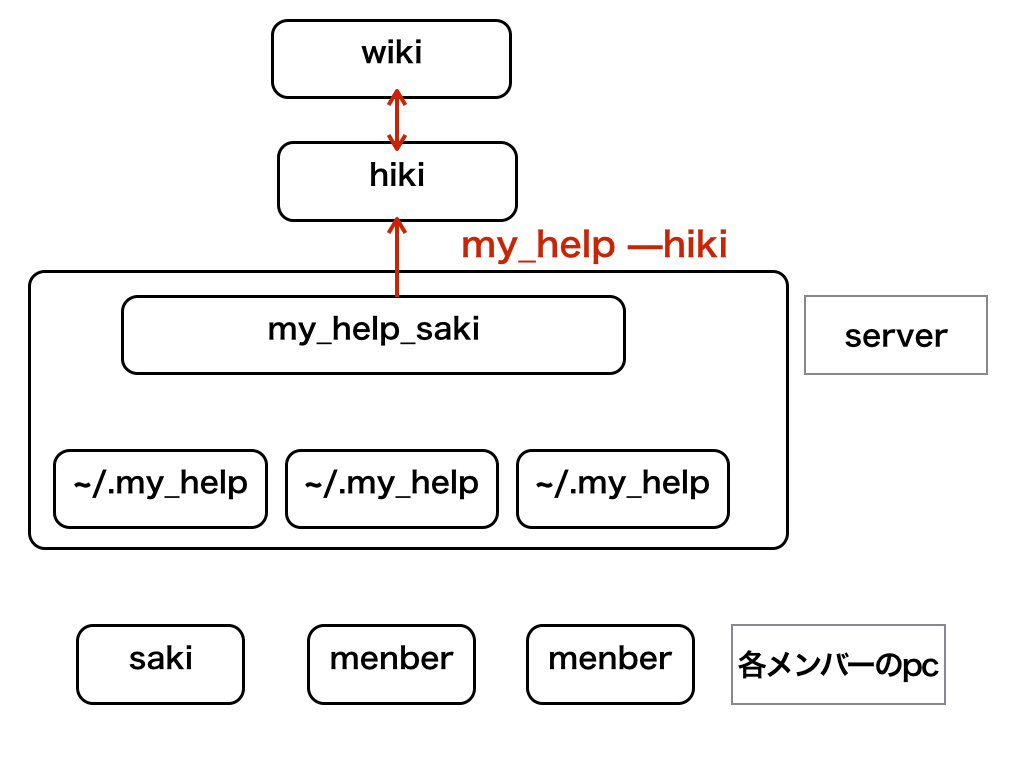 wiki
hiki
my_help —hiki
my_help_saki
server
~/.my_help
~/.my_help
~/.my_help
saki
menber
menber
各メンバーのpc